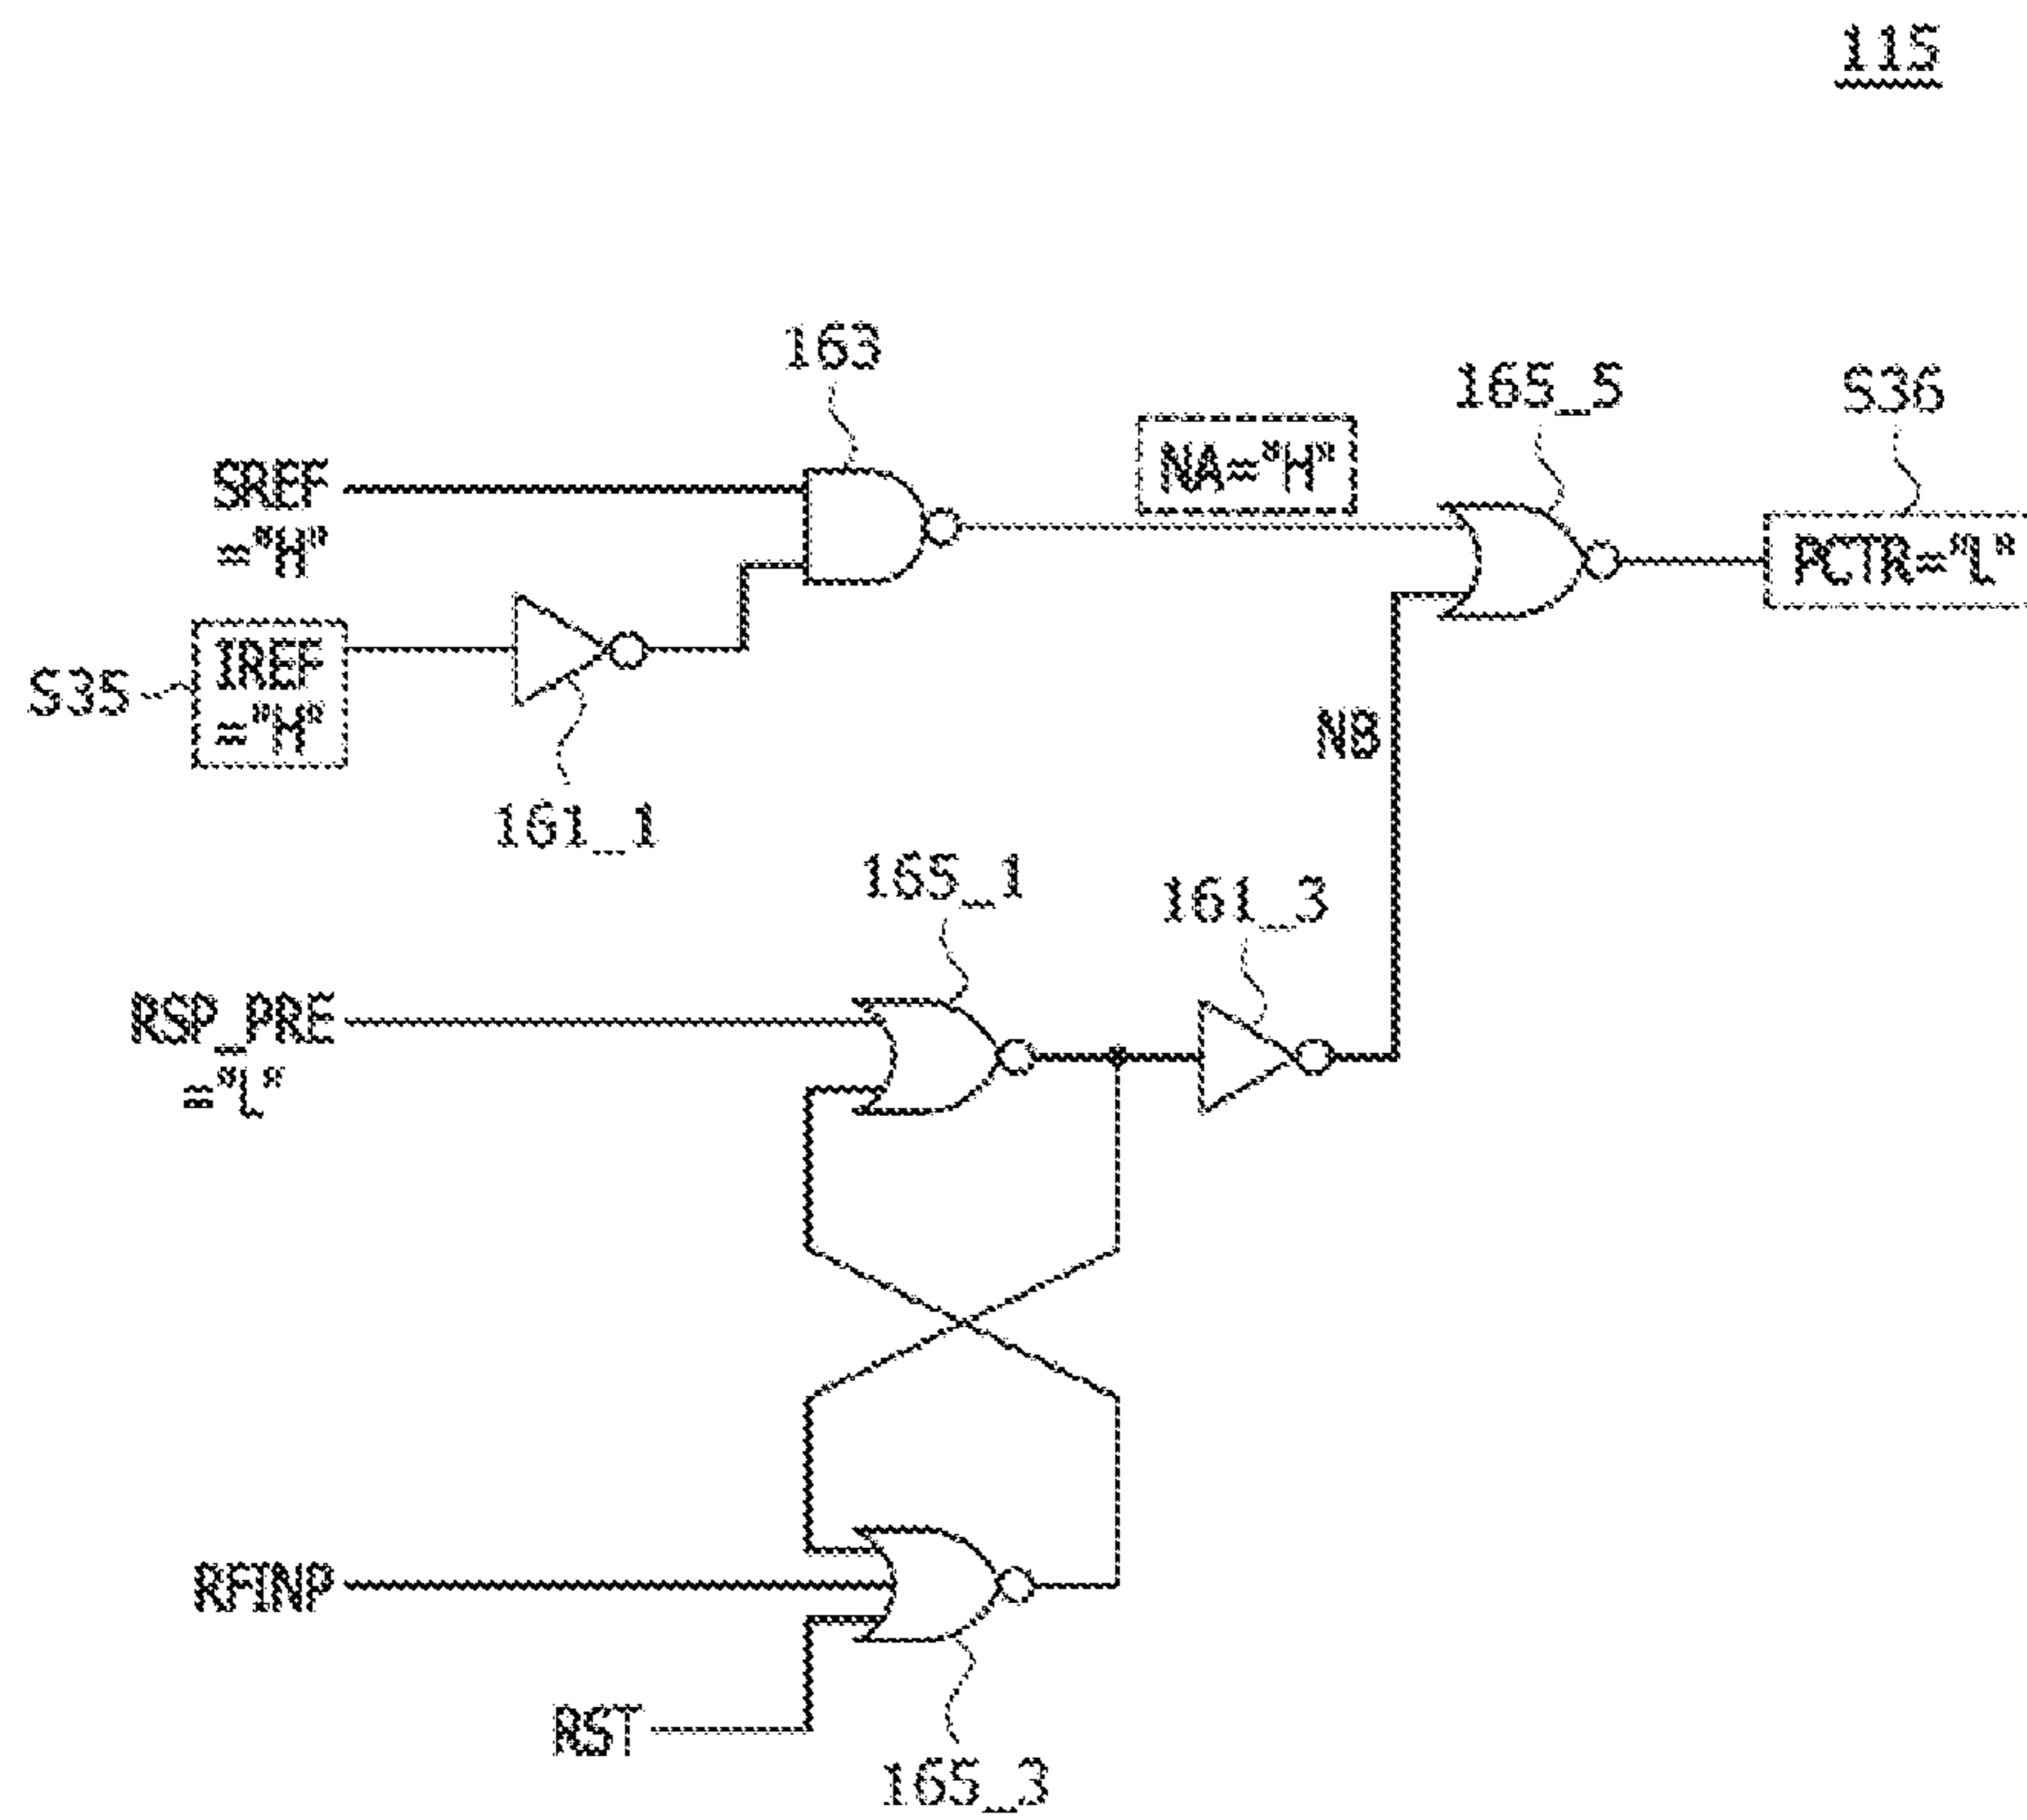 115
163
165_5
S36
SREF
="H"
NA="H"
PCTR="L"
S35
IREF
="H"
NB
161_1
165_1
161_3
RSP_PRE
="L"
RFINP
RST
165_3